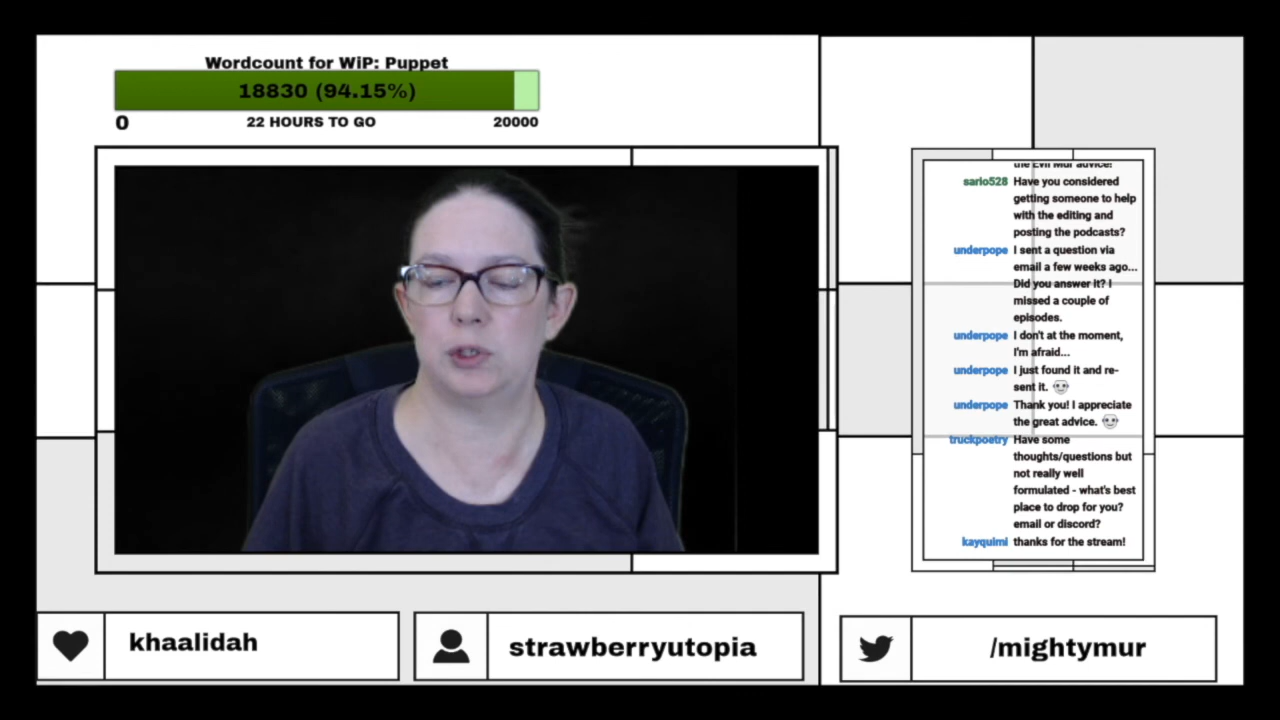 Wordcount for WiP: Puppet
18830 (94.15%)
0 22 HOURS TO GO 20000
the Evil Mur advice!
sario528 Have you considered
getting someone to help
with the editing and
posting the podcasts?
underpope I sent a question via
email a few weeks ago...
Did you answer it? I
missed a couple of
episodes.
underpope I don't at the moment,
I'm afraid...
underpope I just found it and re-
sent it.
underpope Thank you! I appreciate
the great advice.
truckpoetry Have some
thoughts/questions but
not really well
formulated - what's best
place to drop for you?
email or discord?
kayquimi thanks for the stream!
khaalidah
strawberryutopia
/mightymur